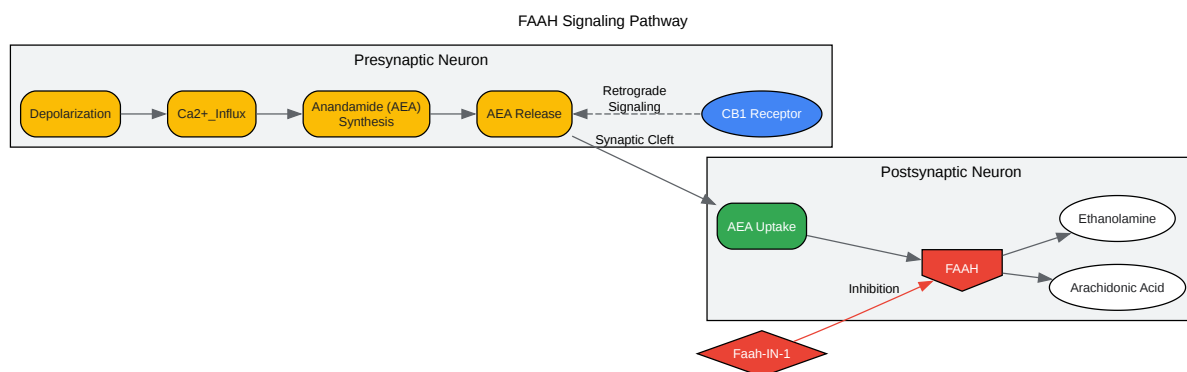 FAAH Signaling Pathway
Presynaptic Neuron
Depolarization
Ca2+_Influx
Anandamide (AEA)
Synthesis
AEA Release
Retrograde
Signaling
CB1 Receptor
Synaptic Cleft
Postsynaptic Neuron
AEA Uptake
FAAH
Ethanolamine
Arachidonic Acid
Inhibition
Faah-IN-1